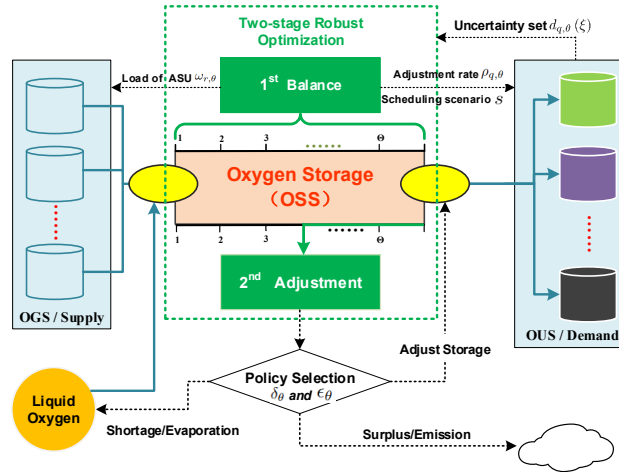 Two-stage Robust
Optimization
Uncertainty set d_{q,θ}(ξ)
Load of ASU ω_{r,θ}
1st Balance
Adjustment rate ρ_{q,θ}
Scheduling scenario s
1 2 3 ...... Θ
Oxygen Storage
（OSS）
1 2 3 ...... Θ
2nd Adjustment
OGS / Supply
OUS / Demand
Adjust Storage
Policy Selection
δ_θ and ϵ_θ
Liquid
Oxygen
Shortage/Evaporation
Surplus/Emission